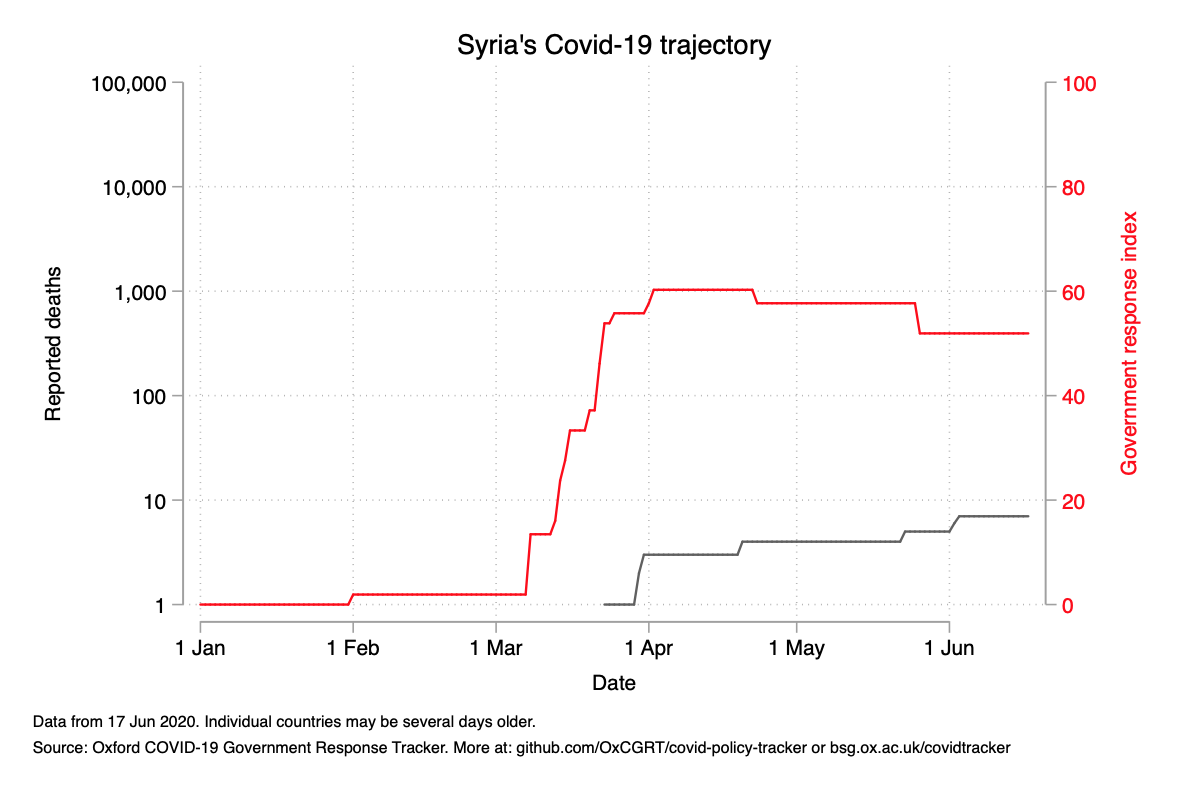 Syria's Covid-19 trajectory
100,000
10,000
1,000
100
10
1
Reported deaths
100
80
60
40
20
0
Government response index
1 Jan
1 Feb
1 Mar
1 Apr
1 May
1 Jun
Date
Data from 17 Jun 2020. Individual countries may be several days older.
Source: Oxford COVID-19 Government Response Tracker. More at: github.com/OxCGRT/covid-policy-tracker or bsg.ox.ac.uk/covidtracker